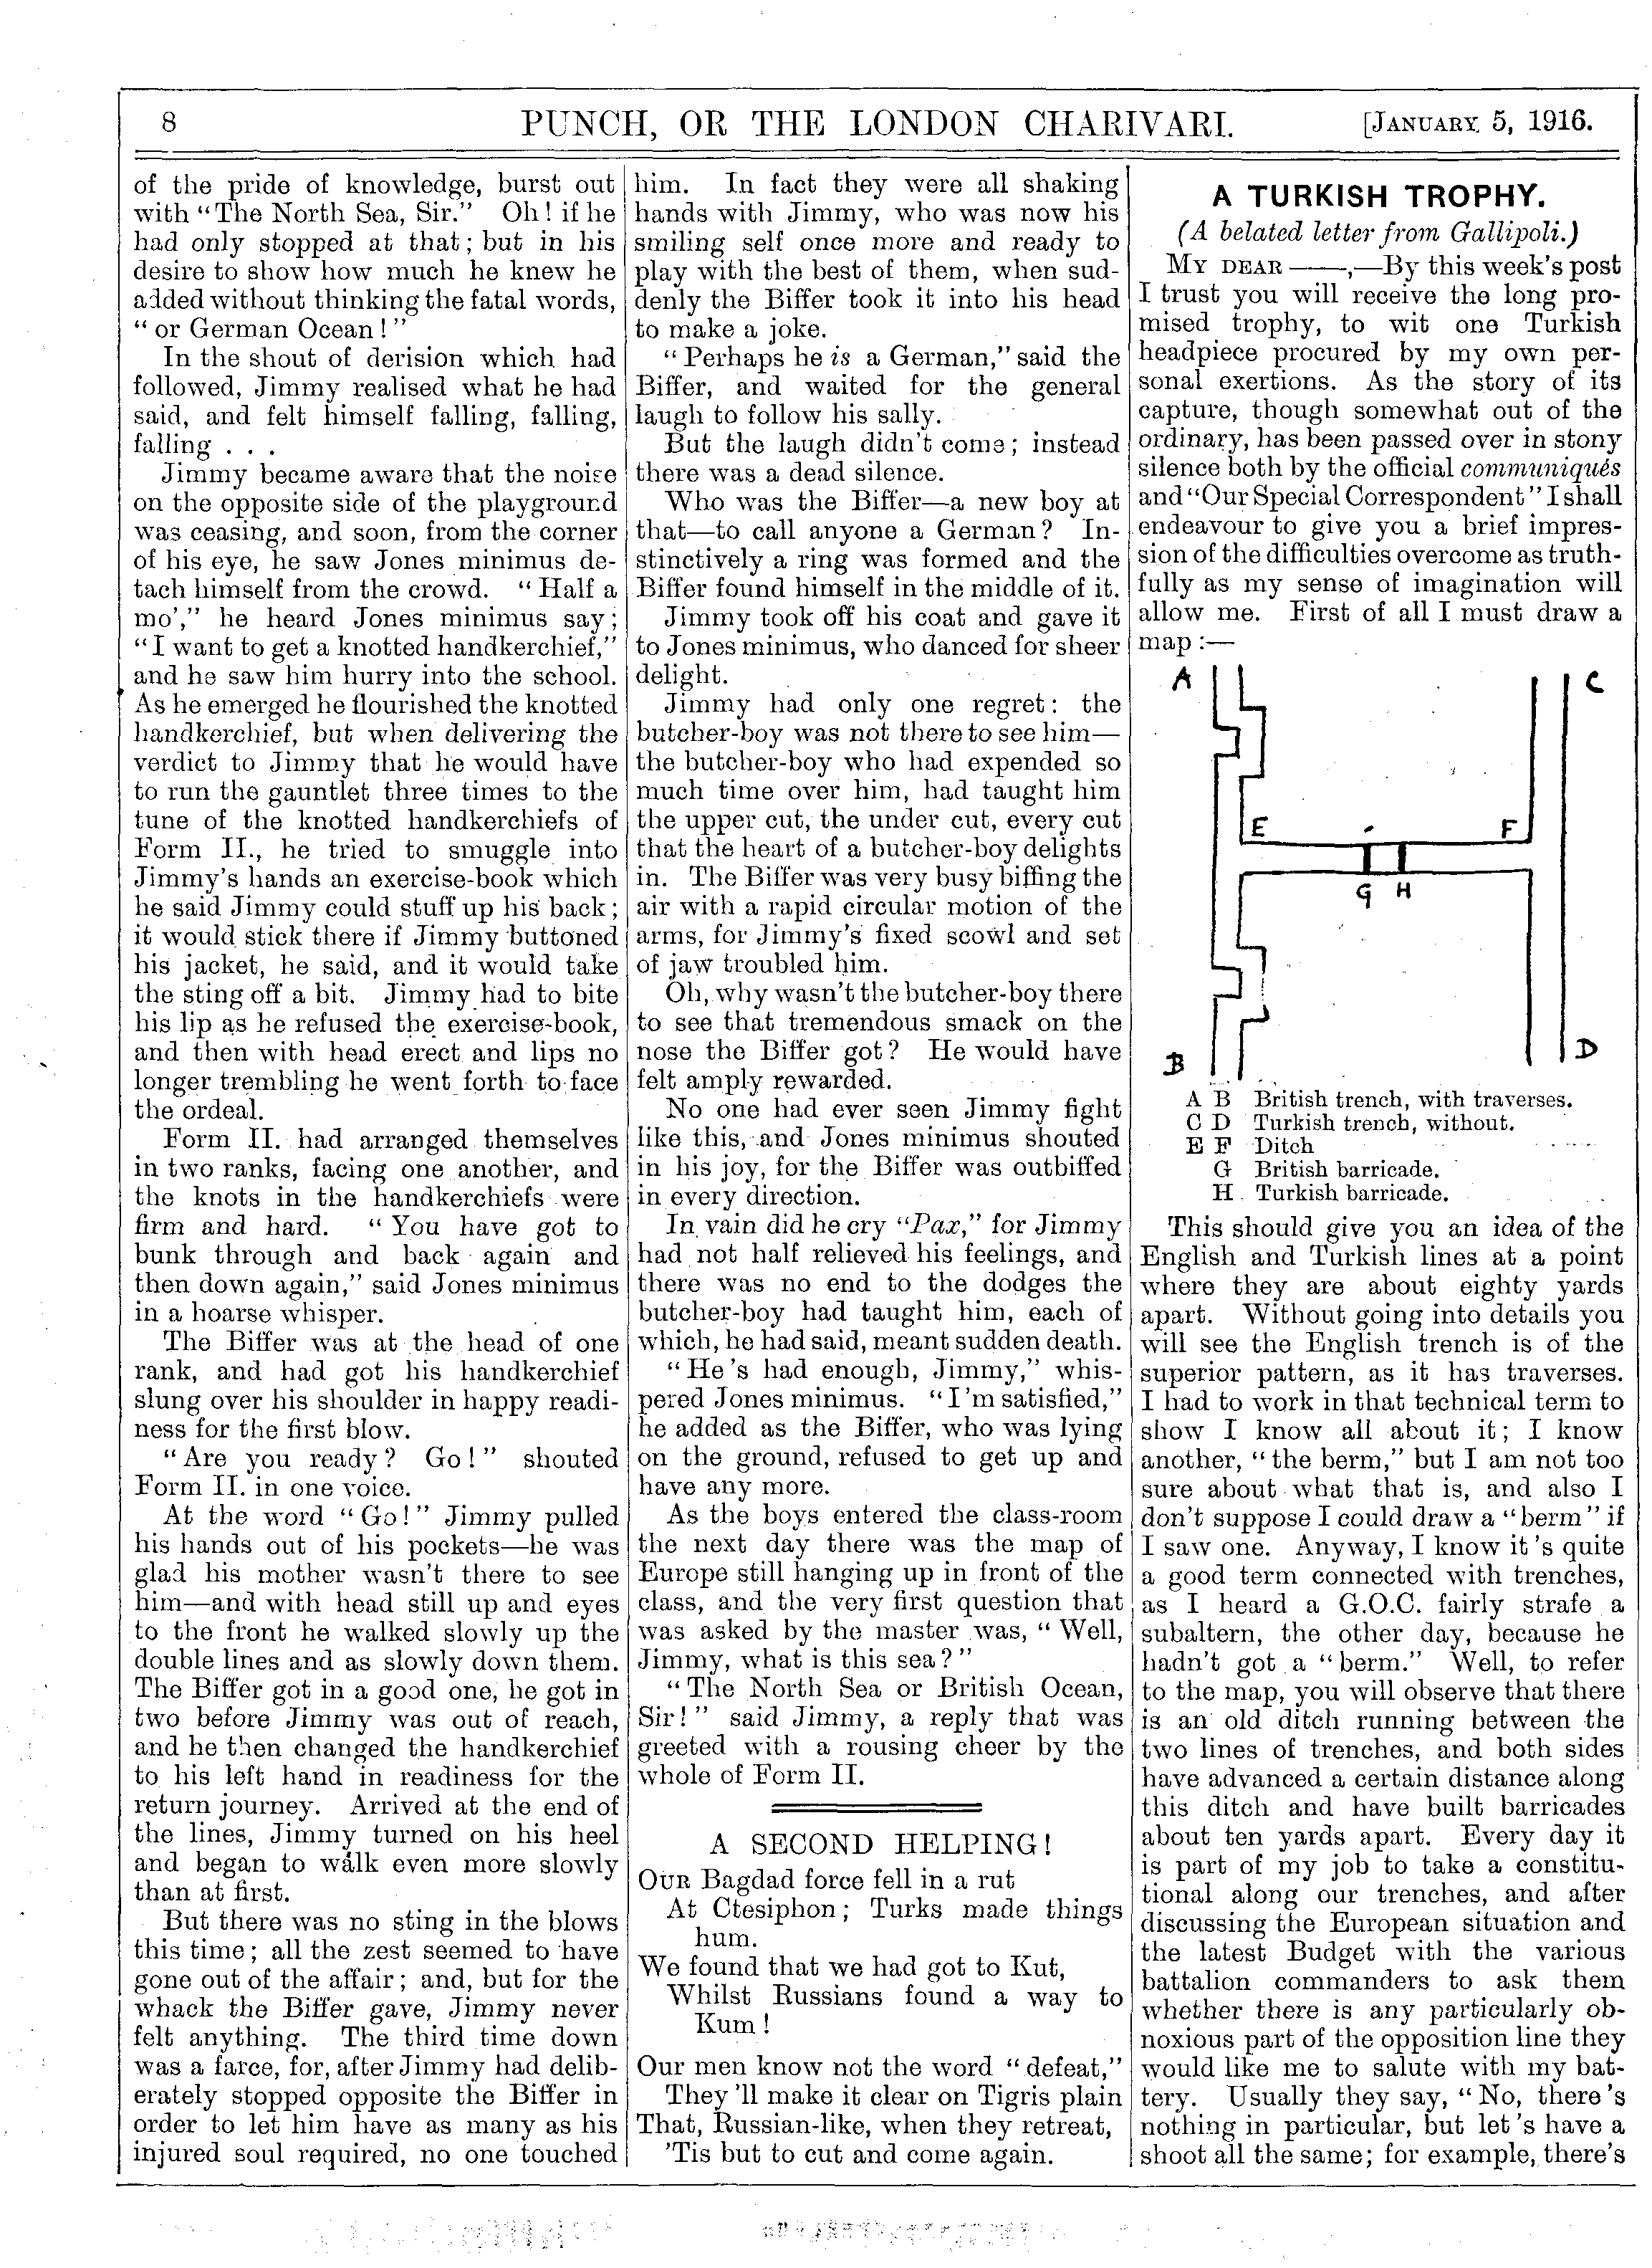 8
PUNCH, OR THE LONDON CHARIVARI.
[JANUARY 5, 1916.
of the pride of knowledge, burst out
with "The North Sea, Sir." Oh! if he
had only stopped at that; but in his
desire to show how much he knew he
added without thinking the fatal words,
"or German Ocean!"
In the shout of derision which had
followed, Jimmy realised what he had
said, and felt himself falling, falling,
falling . . .
Jimmy became aware that the noise
on the opposite side of the playground
was ceasing, and soon, from the corner
of his eye, he saw Jones minimus de-
tach himself from the crowd. "Half a
mo'," he heard Jones minimus say;
"I want to get a knotted handkerchief,"
and he saw him hurry into the school.
As he emerged he flourished the knotted
handkerchief, but when delivering the
verdict to Jimmy that he would have
to run the gauntlet three times to the
tune of the knotted handkerchiefs of
Form II., he tried to smuggle into
Jimmy's hands an exercise-book which
he said Jimmy could stuff up his back;
it would stick there if Jimmy buttoned
his jacket, he said, and it would take
the sting off a bit. Jimmy had to bite
his lip as he refused the exercise-book,
and then with head erect and lips no
longer trembling he went forth to face
the ordeal.
Form II. had arranged themselves
in two ranks, facing one another, and
the knots in the handkerchiefs were
firm and hard. "You have got to
bunk through and back again and
then down again," said Jones minimus
in a hoarse whisper.
The Biffer was at the head of one
rank, and had got his handkerchief
slung over his shoulder in happy readi-
ness for the first blow.
"Are you ready? Go!" shouted
Form II. in one voice.
At the word "Go!" Jimmy pulled
his hands out of his pockets—he was
glad his mother wasn't there to see
him—and with head still up and eyes
to the front he walked slowly up the
double lines and as slowly down them.
The Biffer got in a good one, he got in
two before Jimmy was out of reach,
and he then changed the handkerchief
to his left hand in readiness for the
return journey. Arrived at the end of
the lines, Jimmy turned on his heel
and began to walk even more slowly
than at first.
But there was no sting in the blows
this time; all the zest seemed to have
gone out of the affair; and, but for the
whack the Biffer gave, Jimmy never
felt anything. The third time down
was a farce, for, after Jimmy had delib-
erately stopped opposite the Biffer in
order to let him have as many as his
injured soul required, no one touched
him. In fact they were all shaking
hands with Jimmy, who was now his
smiling self once more and ready to
play with the best of them, when sud-
denly the Biffer took it into his head
to make a joke.
"Perhaps he is a German," said the
Biffer, and waited for the general
laugh to follow his sally.
But the laugh didn't come; instead
there was a dead silence.
Who was the Biffer—a new boy at
that—to call anyone a German? In-
stinctively a ring was formed and the
Biffer found himself in the middle of it.
Jimmy took off his coat and gave it
to Jones minimus, who danced for sheer
delight.
Jimmy had only one regret: the
butcher-boy was not there to see him—
the butcher-boy who had expended so
much time over him, had taught him
the upper cut, the under cut, every cut
that the heart of a butcher-boy delights
in. The Biffer was very busy biffing the
air with a rapid circular motion of the
arms, for Jimmy's fixed scowl and set
of jaw troubled him.
Oh, why wasn't the butcher-boy there
to see that tremendous smack on the
nose the Biffer got? He would have
felt amply rewarded.
No one had ever seen Jimmy fight
like this, and Jones minimus shouted
in his joy, for the Biffer was outbiffed
in every direction.
In vain did he cry "Pax," for Jimmy
had not half relieved his feelings, and
there was no end to the dodges the
butcher-boy had taught him, each of
which, he had said, meant sudden death.
"He's had enough, Jimmy," whis-
pered Jones minimus. "I'm satisfied,"
he added as the Biffer, who was lying
on the ground, refused to get up and
have any more.
As the boys entered the class-room
the next day there was the map of
Europe still hanging up in front of the
class, and the very first question that
was asked by the master was, "Well,
Jimmy, what is this sea?"
"The North Sea or British Ocean,
Sir!" said Jimmy, a reply that was
greeted with a rousing cheer by the
whole of Form II.
A SECOND HELPING!
OUR Bagdad force fell in a rut
At Ctesiphon; Turks made things
hum.
We found that we had got to Kut,
Whilst Russians found a way to
Kum!
Our men know not the word "defeat,"
They'll make it clear on Tigris plain
That, Russian-like, when they retreat,
'Tis but to cut and come again.
A TURKISH TROPHY.
(A belated letter from Gallipoli.)
MY DEAR ——,—By this week's post
I trust you will receive the long pro-
mised trophy, to wit one Turkish
headpiece procured by my own per-
sonal exertions. As the story of its
capture, though somewhat out of the
ordinary, has been passed over in stony
silence both by the official communiqués
and "Our Special Correspondent" I shall
endeavour to give you a brief impres-
sion of the difficulties overcome as truth-
fully as my sense of imagination will
allow me. First of all I must draw a
map:—
A
C
E
F
G H
B
D
A B British trench, with traverses.
C D Turkish trench, without.
E F Ditch
G British barricade.
H. Turkish barricade.
This should give you an idea of the
English and Turkish lines at a point
where they are about eighty yards
apart. Without going into details you
will see the English trench is of the
superior pattern, as it has traverses.
I had to work in that technical term to
show I know all about it; I know
another, "the berm," but I am not too
sure about what that is, and also I
don't suppose I could draw a "berm" if
I saw one. Anyway, I know it's quite
a good term connected with trenches,
as I heard a G.O.C. fairly strafe a
subaltern, the other day, because he
hadn't got a "berm." Well, to refer
to the map, you will observe that there
is an old ditch running between the
two lines of trenches, and both sides
have advanced a certain distance along
this ditch and have built barricades
about ten yards apart. Every day it
is part of my job to take a constitu-
tional along our trenches, and after
discussing the European situation and
the latest Budget with the various
battalion commanders to ask them
whether there is any particularly ob-
noxious part of the opposition line they
would like me to salute with my bat-
tery. Usually they say, "No, there's
nothing in particular, but let's have a
shoot all the same; for example, there's